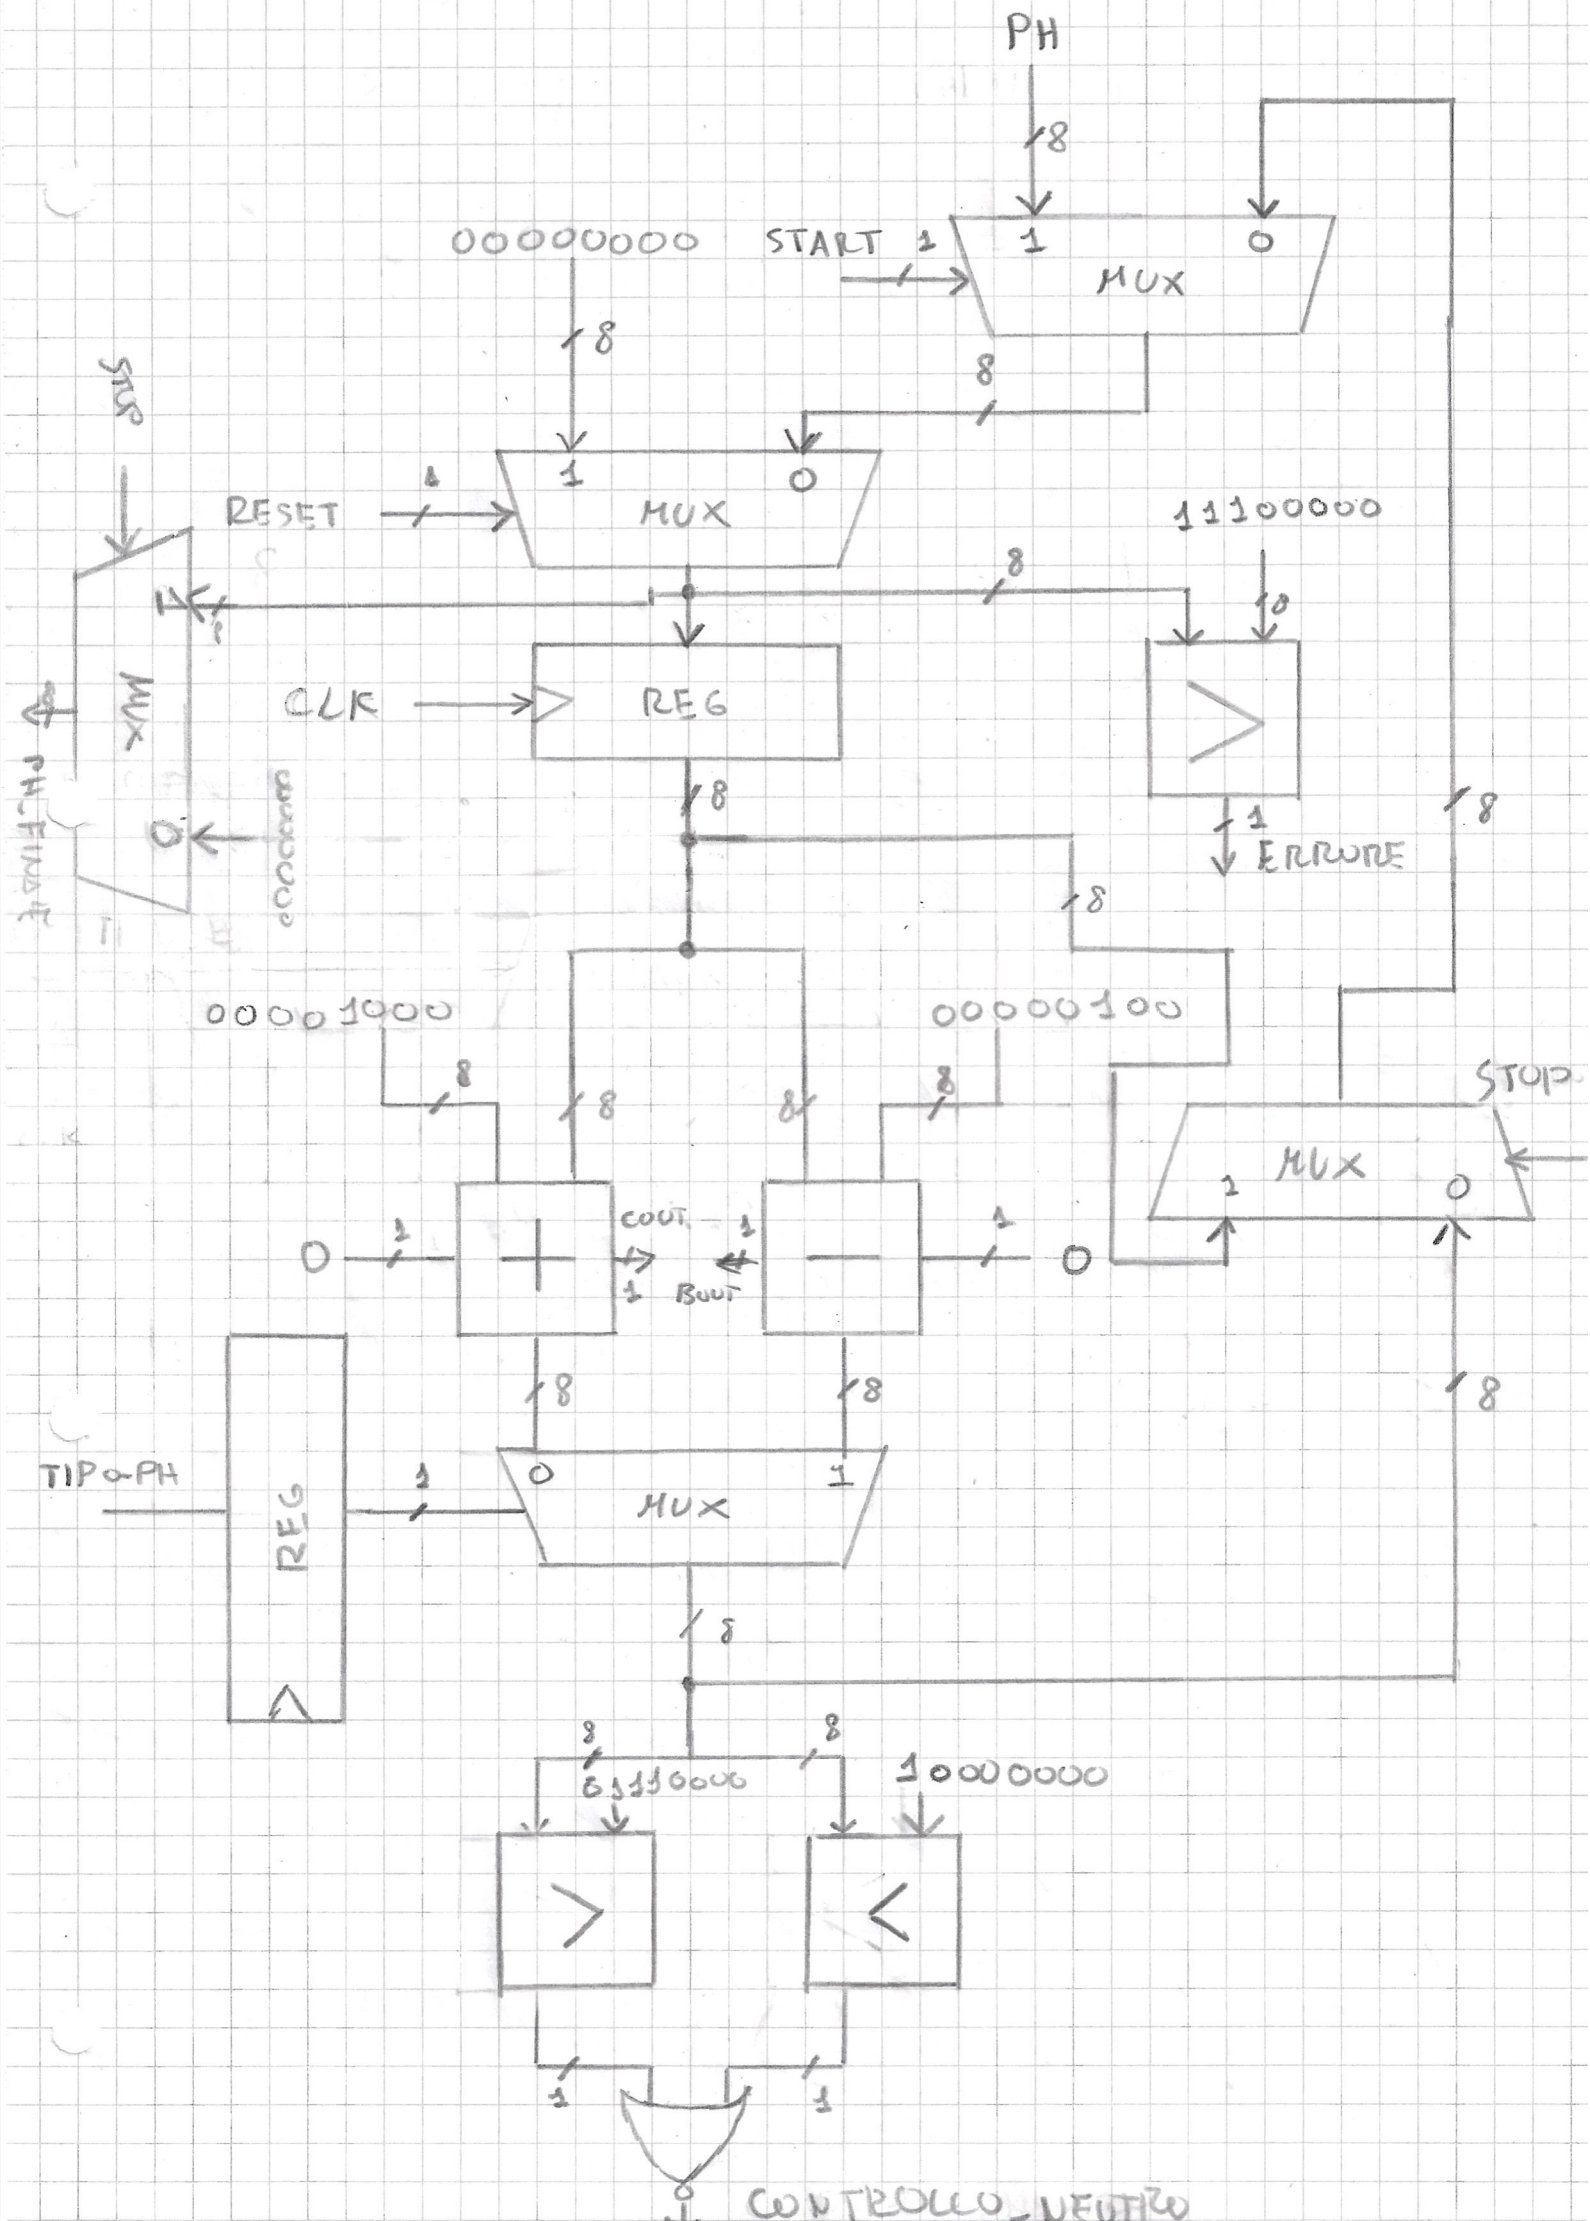 PH
8
00000000
START 1
1
0
MUX
8
8
STOP
RESET
1
1
0
MUX
11100000
8
8
1
MUX
0
PH_FINALE
00000000
CLK
REG
8
1
ERRORE
8
8
00001000
00000100
8
8
8
8
STOP
MUX
1
0
0
1
+
COUT
1
1
BOUT
-
1
0
8
8
8
TIPO-PH
REG
1
0
1
MUX
8
8
8
01110000
10000000
>
<
1
1
CONTROLLO_NEUTRO